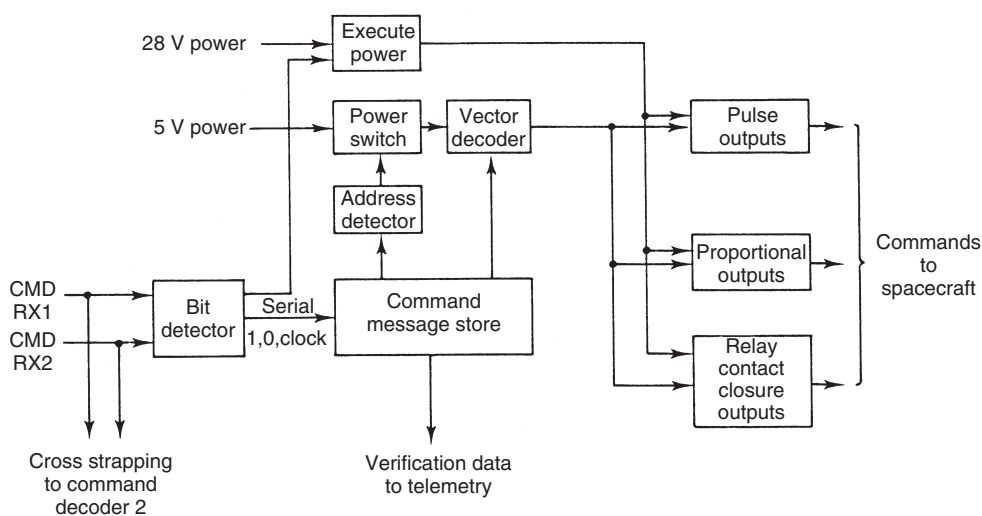 28 V power
Execute
power
5 V power
Power
switch
Vector
decoder
Pulse
outputs
Address
detector
Proportional
outputs
Commands
to
spacecraft
CMD
RX1
CMD
RX2
Bit
detector
Serial
1,0,clock
Command
message store
Relay
contact
closure
outputs
Cross strapping
to command
decoder 2
Verification data
to telemetry